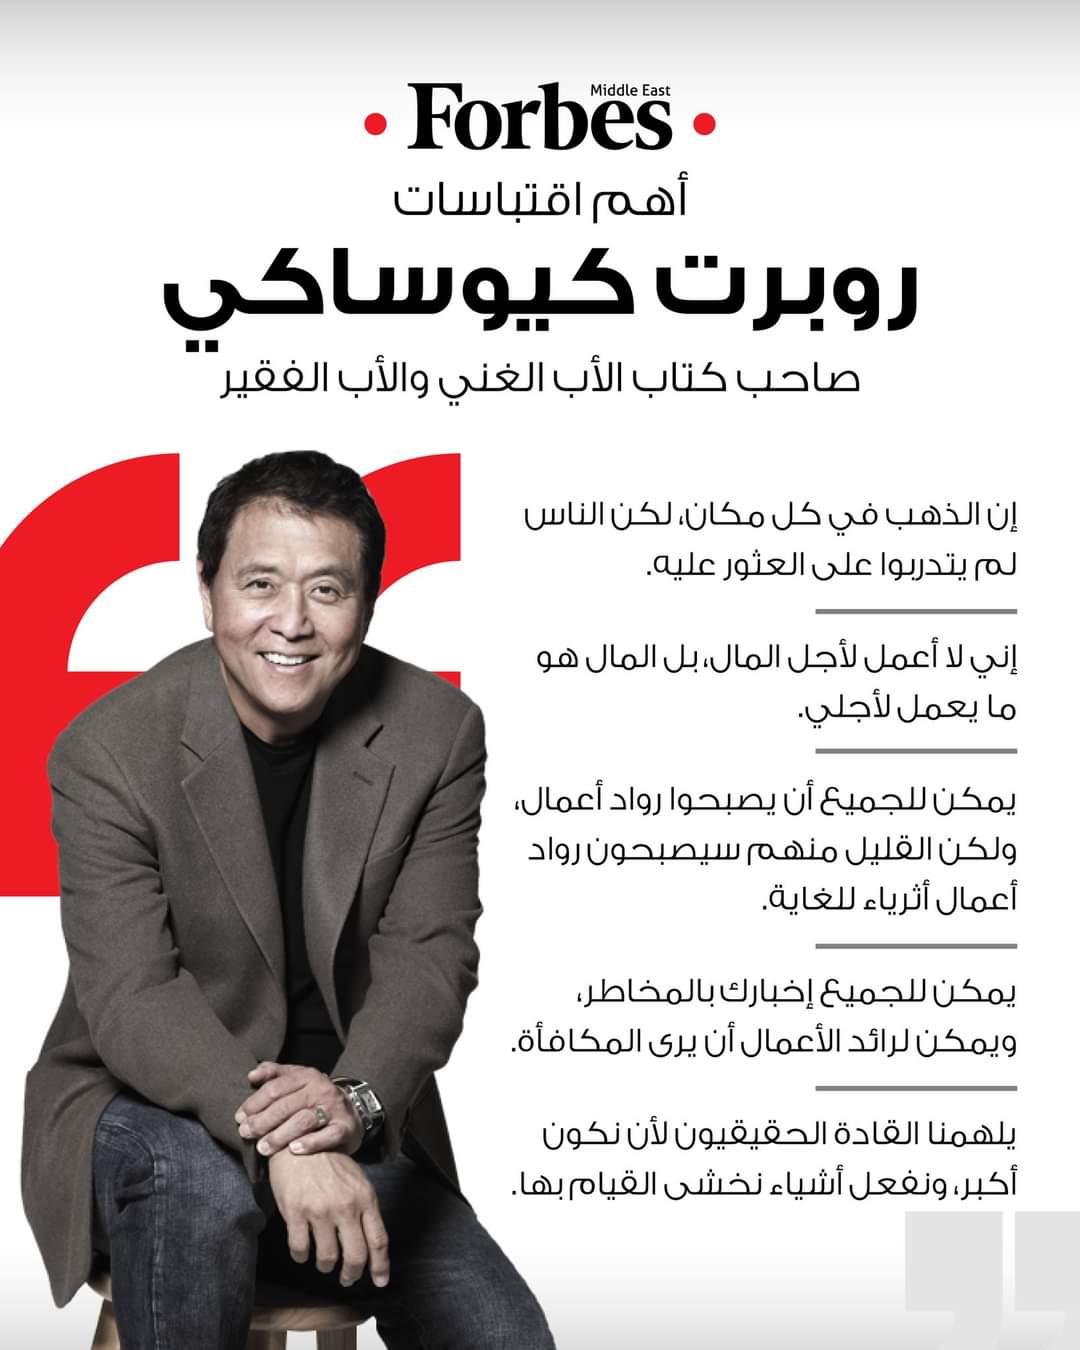 Forbes Middle East
أهم اقتباسات
روبرت كيوساكي
صاحب كتاب الأب الغني والأب الفقير
إن الذهب في كل مكان، لكن الناس
لم يتدربوا على العثور عليه.
إني لا أعمل لأجل المال، بل المال هو
ما يعمل لأجلي.
يمكن للجميع أن يصبحوا رواد أعمال،
ولكن القليل منهم سيصبحون رواد
أعمال أثرياء للغاية.
يمكن للجميع إخبارك بالمخاطر،
ويمكن لرائد الأعمال أن يرى المكافأة.
يلهمنا القادة الحقيقيون لأن نكون
أكبر، ونفعل أشياء نخشى القيام بها.